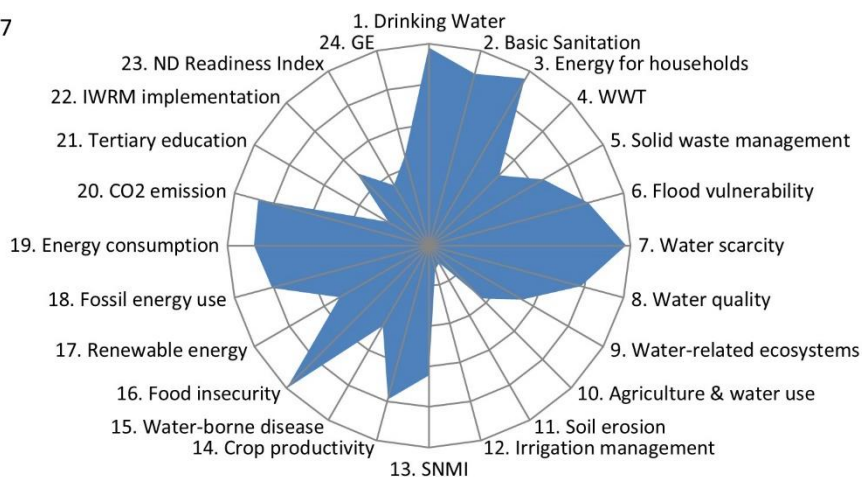 7
1. Drinking Water
2. Basic Sanitation
3. Energy for households
4. WWT
5. Solid waste management
6. Flood vulnerability
7. Water scarcity
8. Water quality
9. Water-related ecosystems
10. Agriculture & water use
11. Soil erosion
12. Irrigation management
13. SNMI
14. Crop productivity
15. Water-borne disease
16. Food insecurity
17. Renewable energy
18. Fossil energy use
19. Energy consumption
20. CO2 emission
21. Tertiary education
22. IWRM implementation
23. ND Readiness Index
24. GE